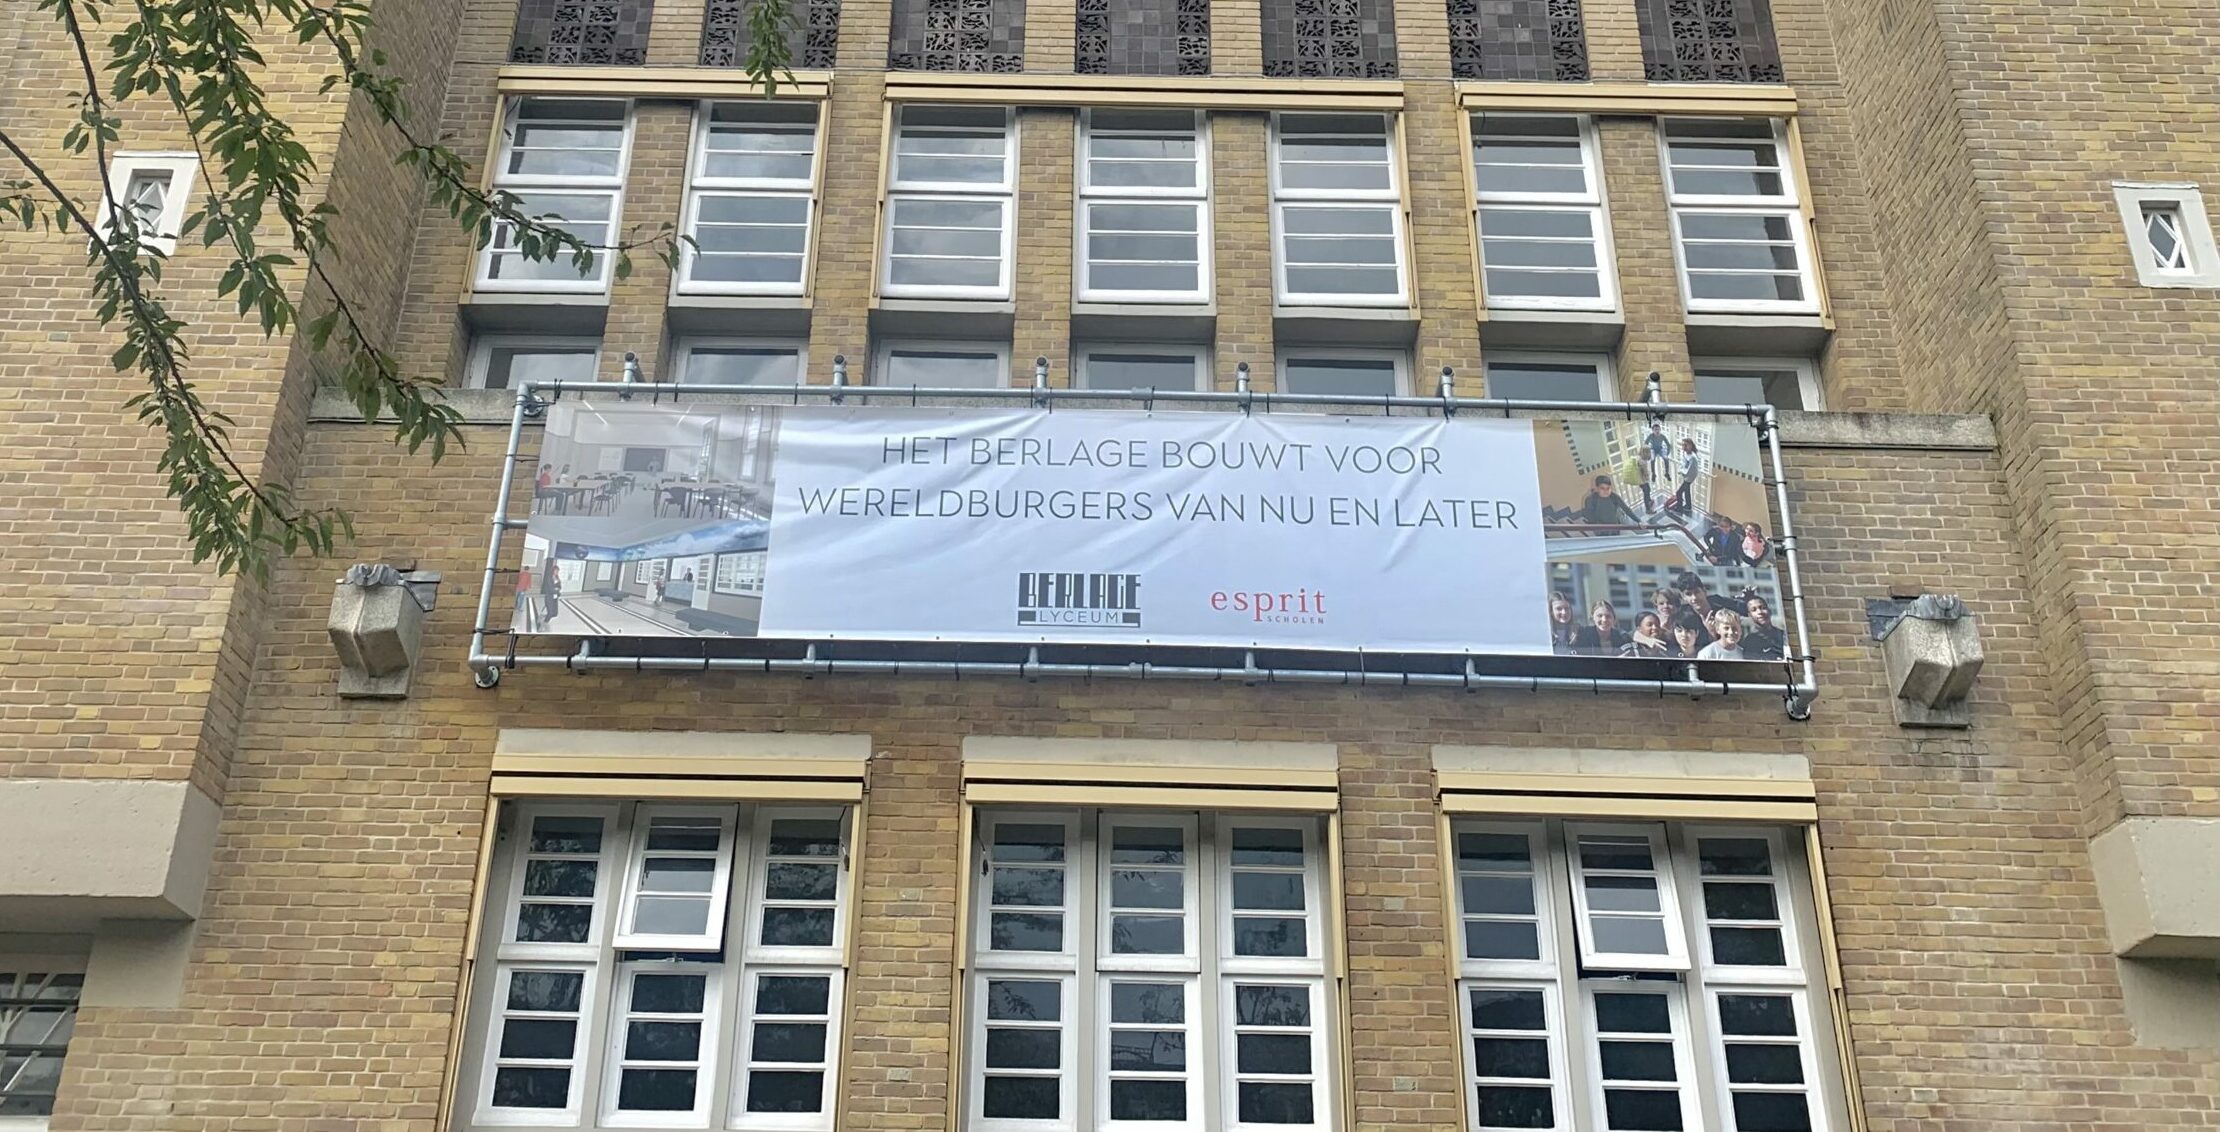 HET BERLAGE BOUWT VOOR
WERELDBURGERS VAN NU EN LATER
BERLAGE
LYCEUM
esprit
SCHOLEN